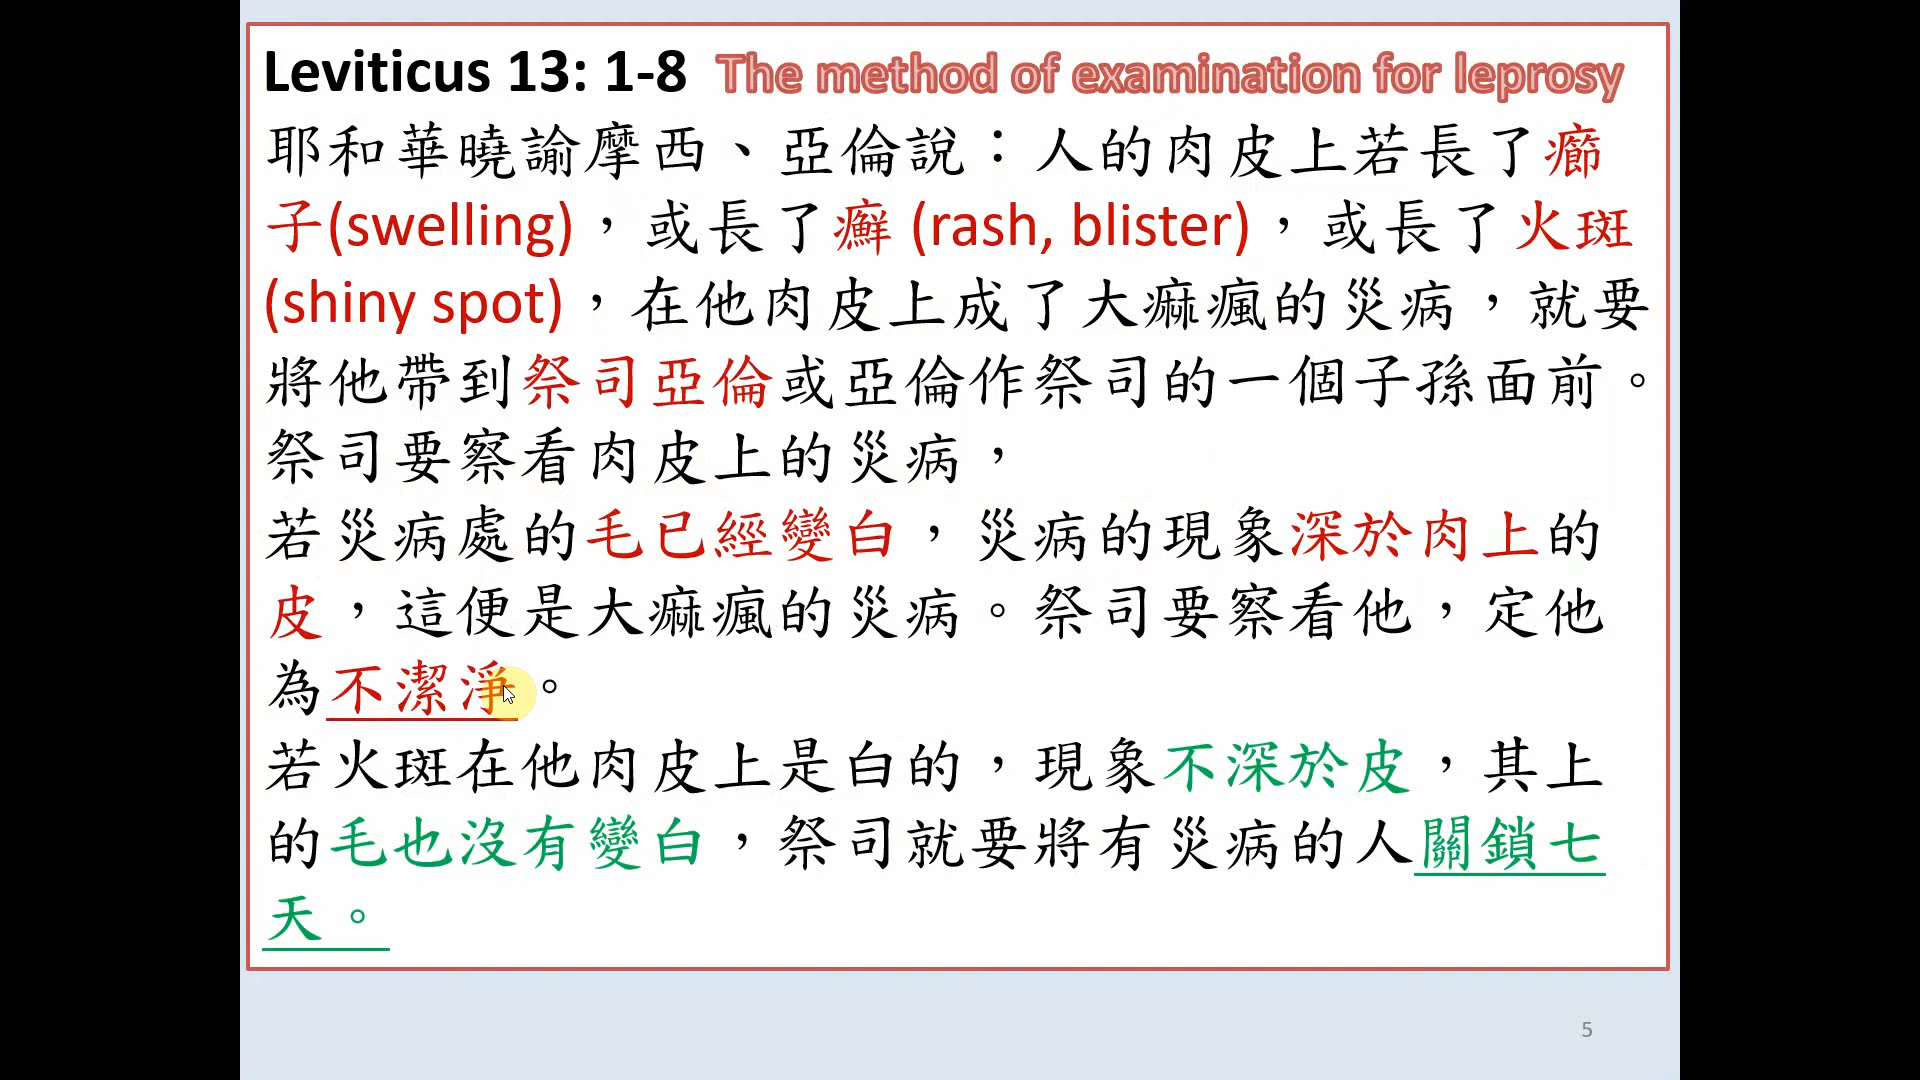 Leviticus 13: 1-8 The method of examination for leprosy
耶和華曉諭摩西、亞倫說：人的肉皮上若長了癤
子(swelling)，或長了癬 (rash, blister)，或長了火斑
(shiny spot)，在他肉皮上成了大痲瘋的災病，就要
將他帶到祭司亞倫或亞倫作祭司的一個子孫面前。
祭司要察看肉皮上的災病，
若災病處的毛已經變白，災病的現象深於肉上的
皮，這便是大痲瘋的災病。祭司要察看他，定他
為不潔淨。
若火斑在他肉皮上是白的，現象不深於皮，其上
的毛也沒有變白，祭司就要將有災病的人關鎖七
天。
5